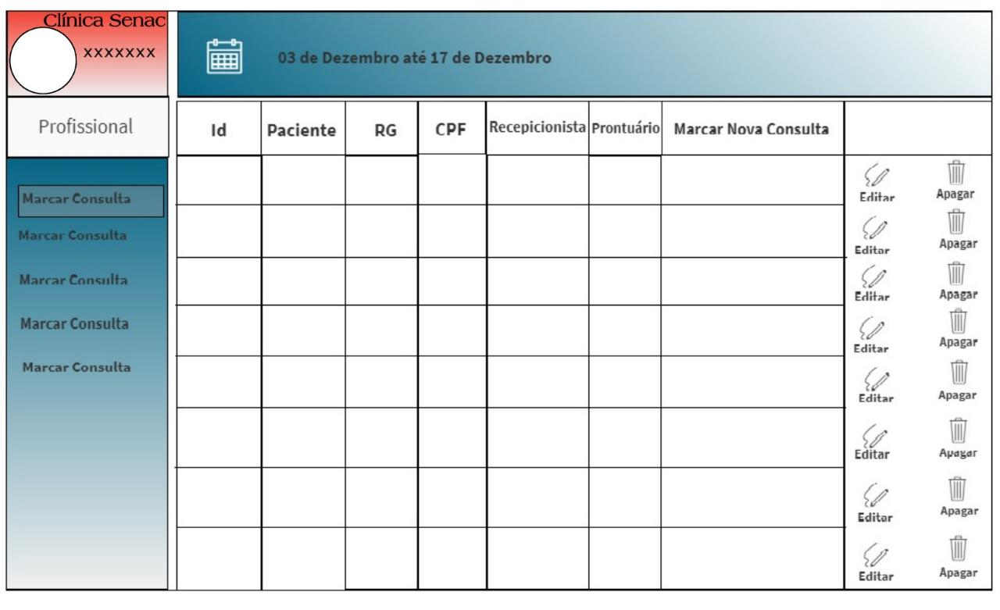 Clínica Senac
xxxxxxx
03 de Dezembro até 17 de Dezembro
Profissional
Id Paciente RG CPF Recepicionista Prontuário Marcar Nova Consulta
Marcar Consulta
Marcar Consulta
Marcar Consulta
Marcar Consulta
Marcar Consulta
Editar Apagar
Editar Apagar
Editar Apagar
Editar Apagar
Editar Apagar
Editar Apagar
Editar Apagar
Editar Apagar